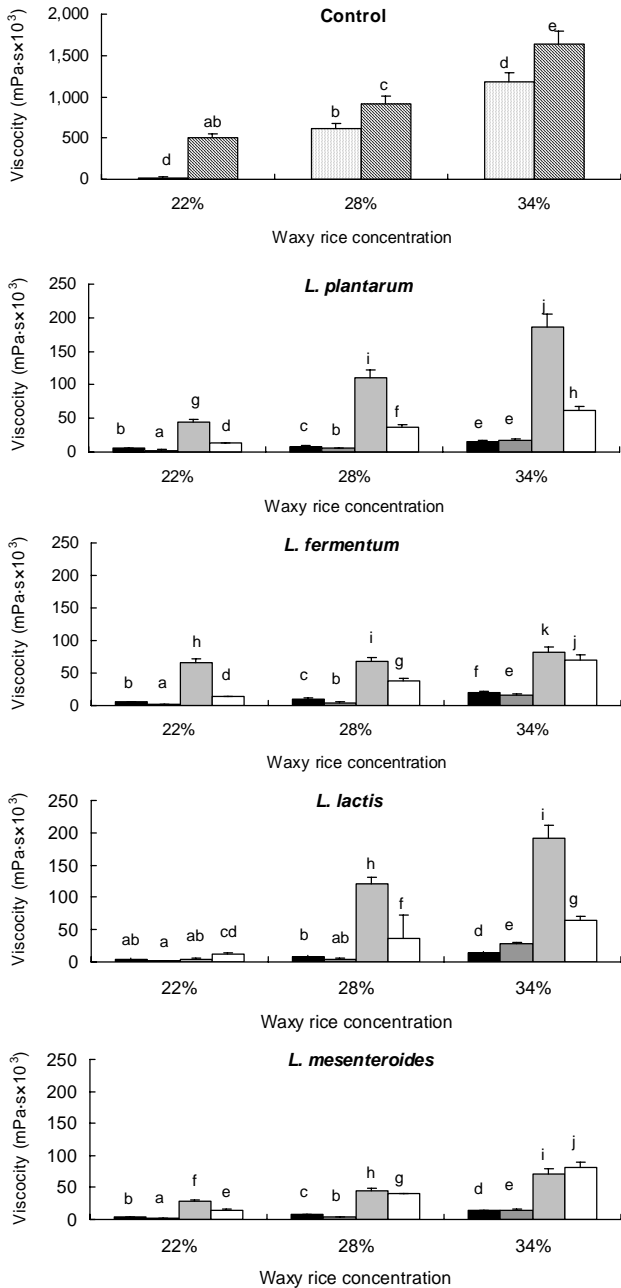 Control
Viscocity (mPa·s×10³)
2,000
1,500
1,000
500
0
d
ab
b
c
d
e
22%
28%
34%
Waxy rice concentration
L. plantarum
Viscocity (mPa·s×10³)
250
200
150
100
50
0
b
a
g
d
c
b
i
f
e
e
j
h
22%
28%
34%
Waxy rice concentration
L. fermentum
Viscocity (mPa·s×10³)
250
200
150
100
50
0
b
a
h
d
c
b
i
g
f
e
k
j
22%
28%
34%
Waxy rice concentration
L. lactis
Viscocity (mPa·s×10³)
250
200
150
100
50
0
ab
a
ab
cd
b
ab
h
f
d
e
i
g
22%
28%
34%
Waxy rice concentration
L. mesenteroides
Viscocity (mPa·s×10³)
250
200
150
100
50
0
b
a
f
e
c
b
h
g
d
e
i
j
22%
28%
34%
Waxy rice concentration